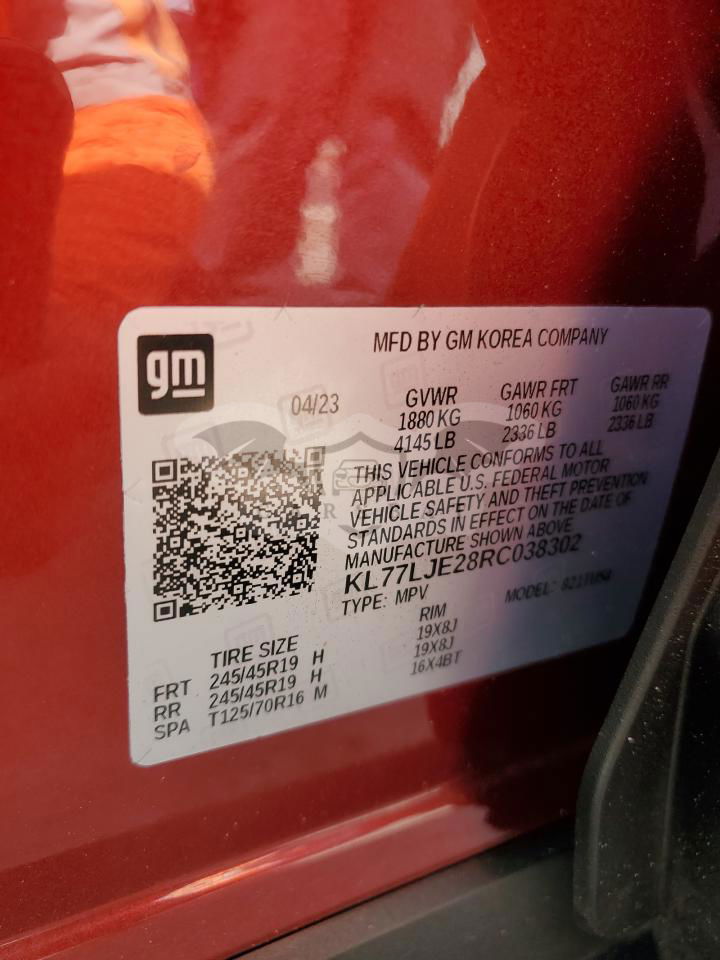 gm
MFD BY GM KOREA COMPANY
04/23
GVWR GAWR FRT GAWR RR
1880 KG 1060 KG 1060 KG
4145 LB 2336 LB 2336 LB
THIS VEHICLE CONFORMS TO ALL
APPLICABLE U.S. FEDERAL MOTOR
VEHICLE SAFETY AND THEFT PREVENTION
STANDARDS IN EFFECT ON THE DATE OF
MANUFACTURE SHOWN ABOVE
KL77LJE28RC038302
TYPE: MPV MODEL:
TIRE SIZE RIM
FRT 245/45R19 H 19X8J
RR 245/45R19 H 19X8J
SPA T125/70R16 M 16X4BT